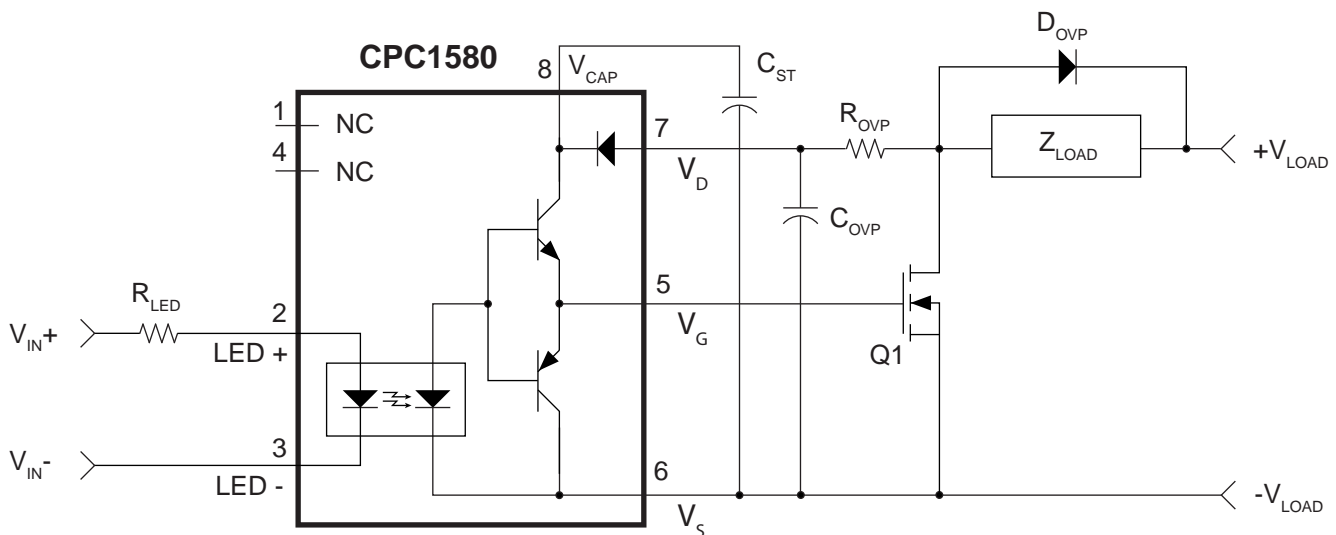 CPC1580
8
V_CAP
C_ST
D_OVP
1
NC
4
NC
7
V_D
R_OVP
Z_LOAD
+V_LOAD
C_OVP
R_LED
V_IN+
2
LED +
5
V_G
Q1
V_IN-
3
LED -
6
V_S
-V_LOAD